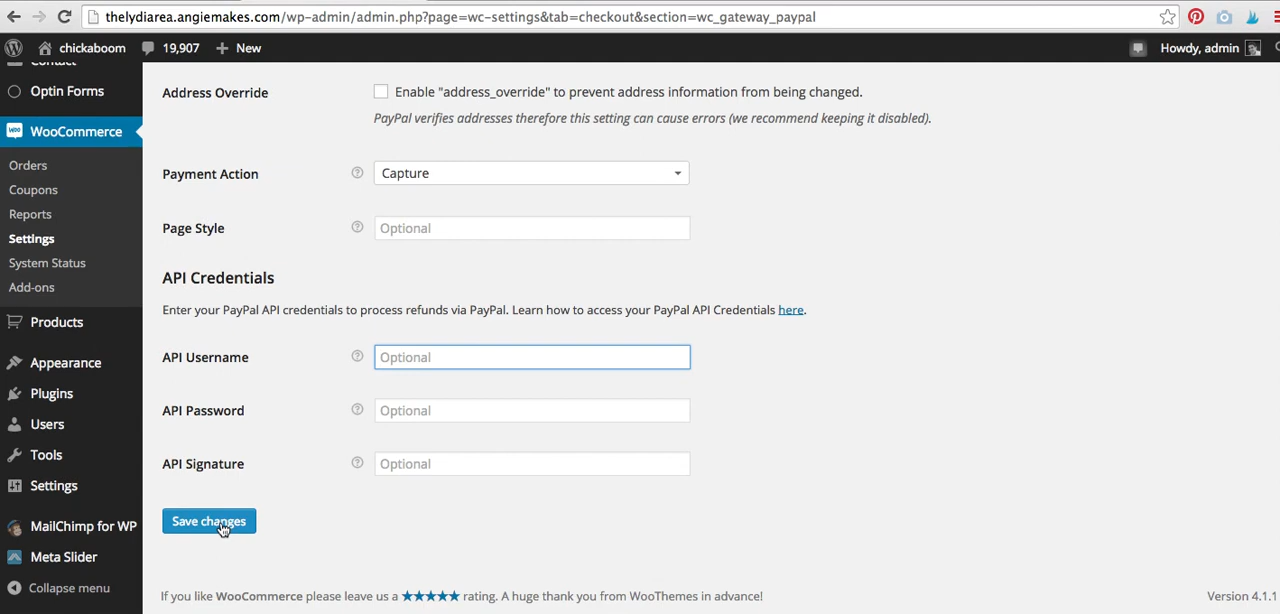 thelydiarea.angiemakes.com/wp-admin/admin.php?page=wc-settings&tab=checkout&section=wc_gateway_paypal
chickaboom 19,907 New Howdy, admin
Contact
Optin Forms
WooCommerce
Orders
Coupons
Reports
Settings
System Status
Add-ons
Products
Appearance
Plugins
Users
Tools
Settings
MailChimp for WP
Meta Slider
Collapse menu
Address Override Enable "address_override" to prevent address information from being changed.
PayPal verifies addresses therefore this setting can cause errors (we recommend keeping it disabled).
Payment Action Capture
Page Style Optional
API Credentials
Enter your PayPal API credentials to process refunds via PayPal. Learn how to access your PayPal API Credentials here.
API Username Optional
API Password Optional
API Signature Optional
Save changes
If you like WooCommerce please leave us a ★★★★★ rating. A huge thank you from WooThemes in advance! Version 4.1.1